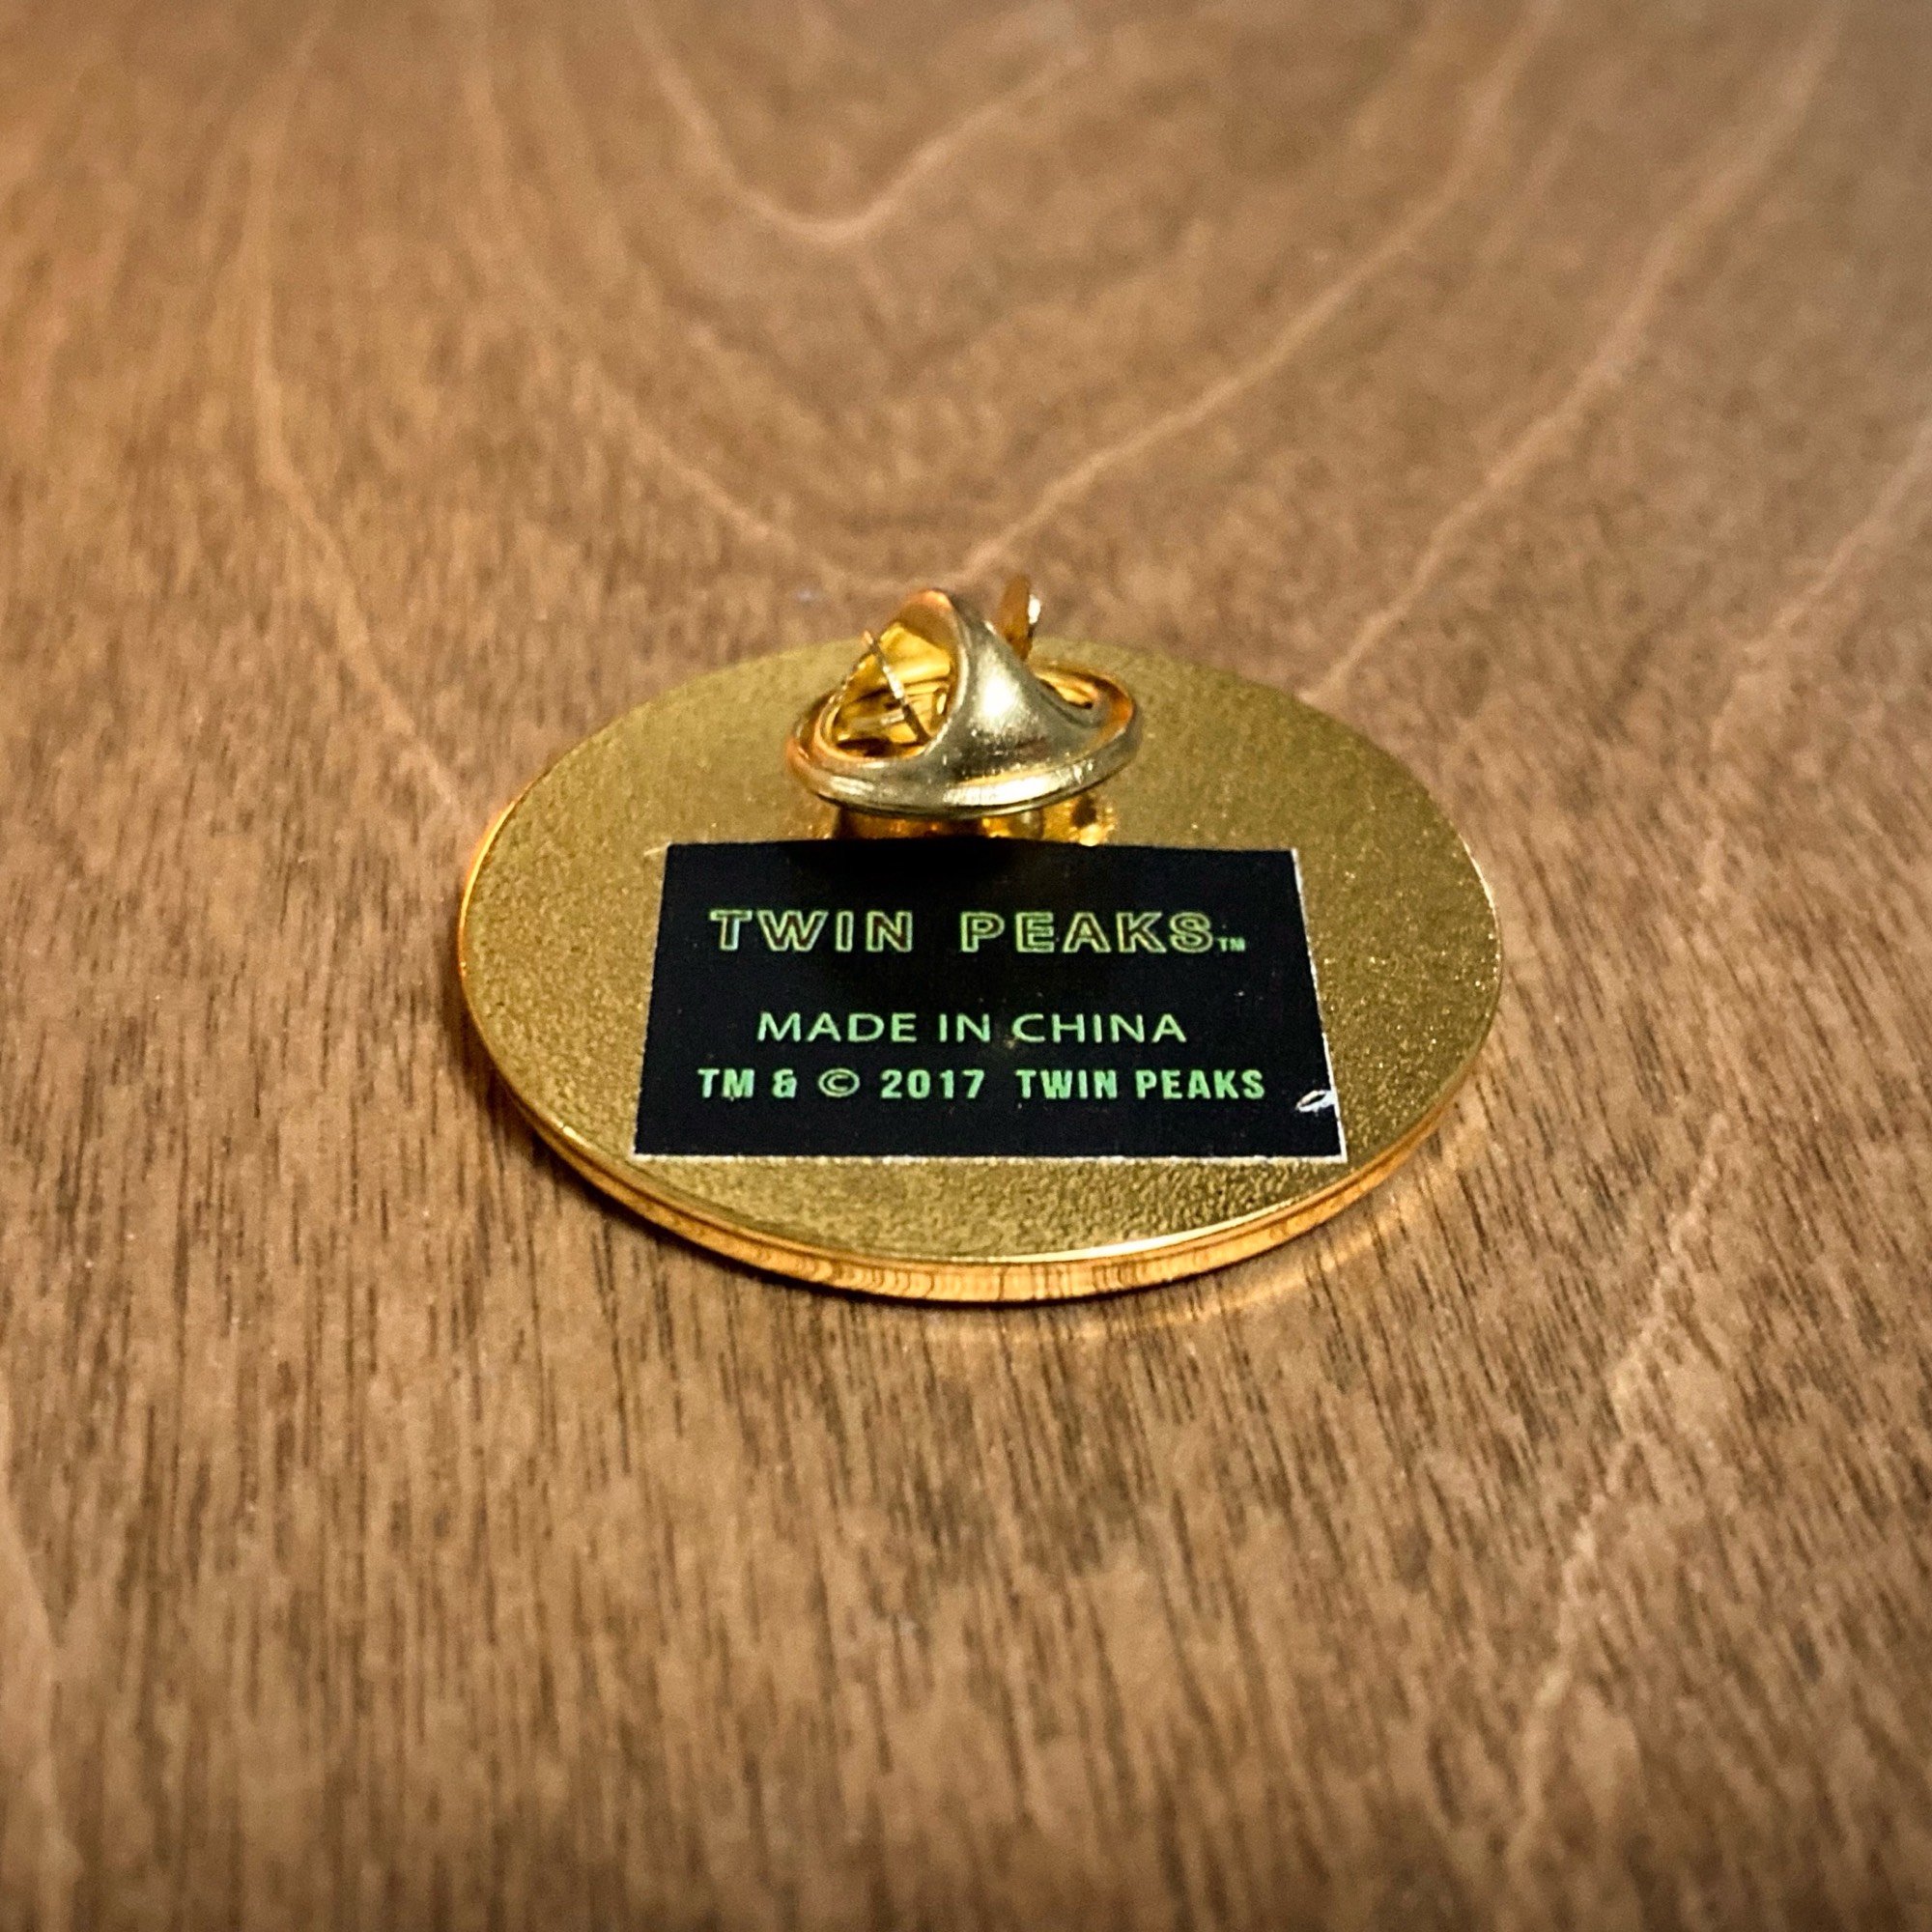 TWIN PEAKS™
MADE IN CHINA
TM & © 2017 TWIN PEAKS